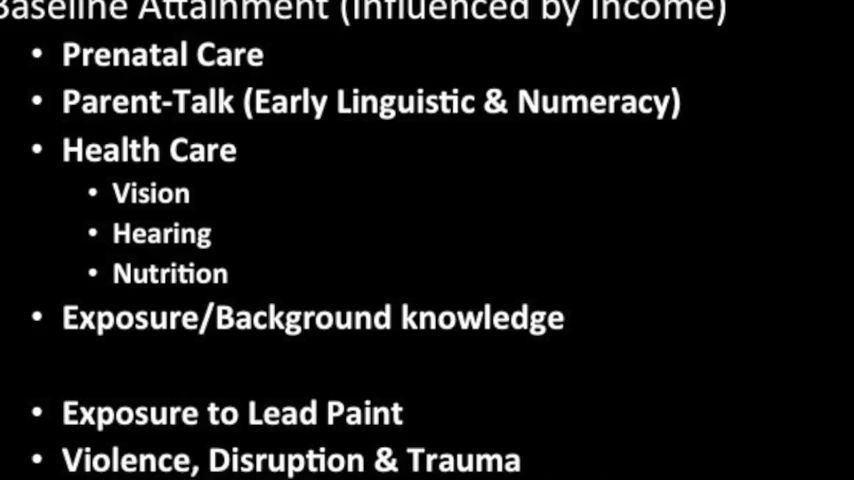 Baseline Attainment (Influenced by Income)
• Prenatal Care
• Parent-Talk (Early Linguistic & Numeracy)
• Health Care
• Vision
• Hearing
• Nutrition
• Exposure/Background knowledge
• Exposure to Lead Paint
• Violence, Disruption & Trauma